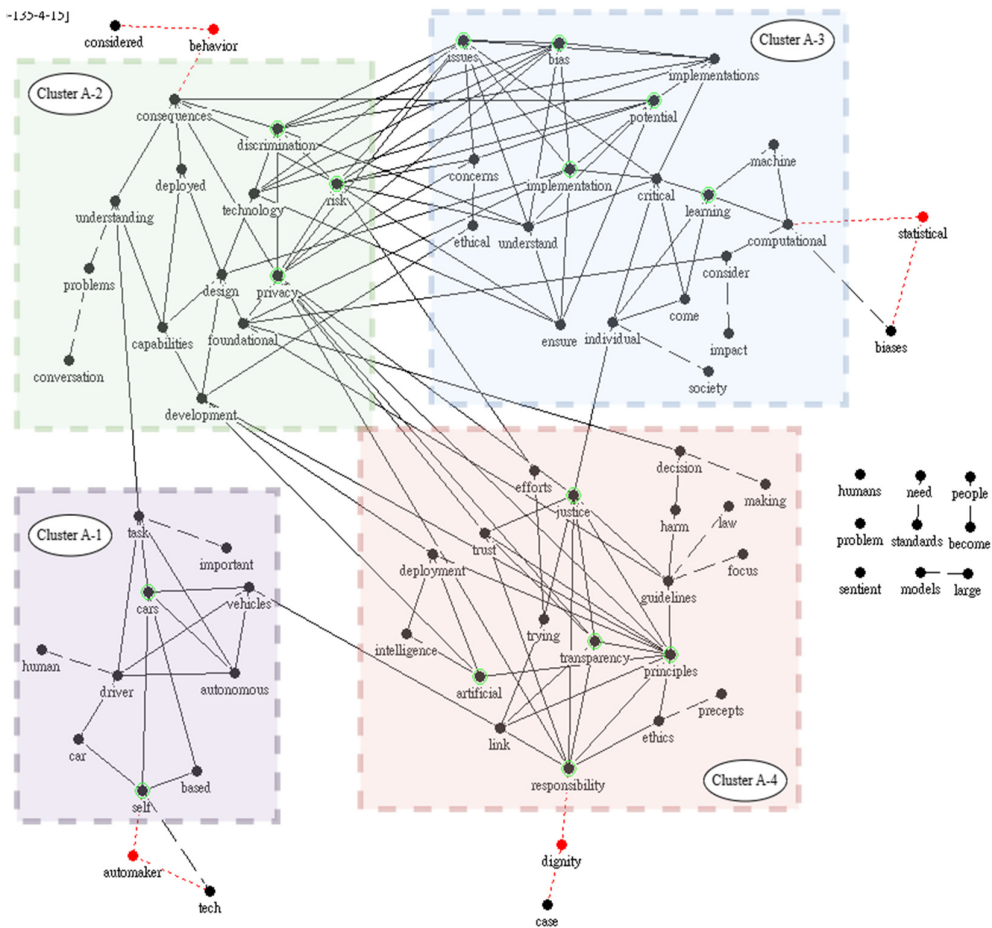 -135-4-15]
considered
behavior
Cluster A-2
consequences
discrimination
deployed
understanding
technology
risk
problems
design
privacy
capabilities
foundational
conversation
development
Cluster A-3
issues
bias
implementations
potential
machine
concerns
implementation
critical
learning
ethical
understand
computational
consider
come
ensure
individual
impact
society
statistical
biases
Cluster A-1
task
important
cars
vehicles
human
driver
autonomous
car
based
self
automaker
tech
Cluster A-4
efforts
decision
making
justice
harm
law
trust
deployment
focus
guidelines
trying
intelligence
transparency
principles
artificial
precepts
link
ethics
responsibility
dignity
case
humans
need
people
problem
standards
become
sentient
models
large